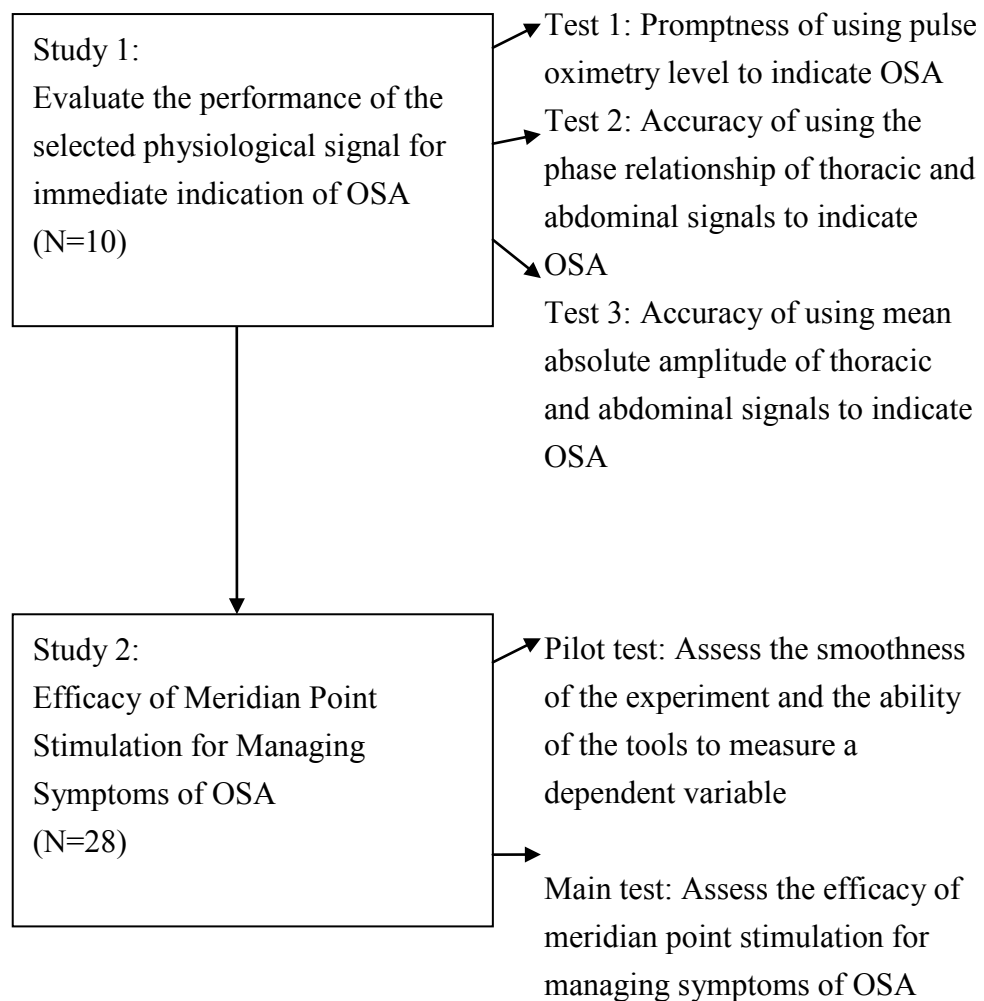 Study 1:
Evaluate the performance of the
selected physiological signal for
immediate indication of OSA
(N=10)
Test 1: Promptness of using pulse
oximetry level to indicate OSA
Test 2: Accuracy of using the
phase relationship of thoracic and
abdominal signals to indicate
OSA
Test 3: Accuracy of using mean
absolute amplitude of thoracic
and abdominal signals to indicate
OSA
Study 2:
Efficacy of Meridian Point
Stimulation for Managing
Symptoms of OSA
(N=28)
Pilot test: Assess the smoothness
of the experiment and the ability
of the tools to measure a
dependent variable
Main test: Assess the efficacy of
meridian point stimulation for
managing symptoms of OSA